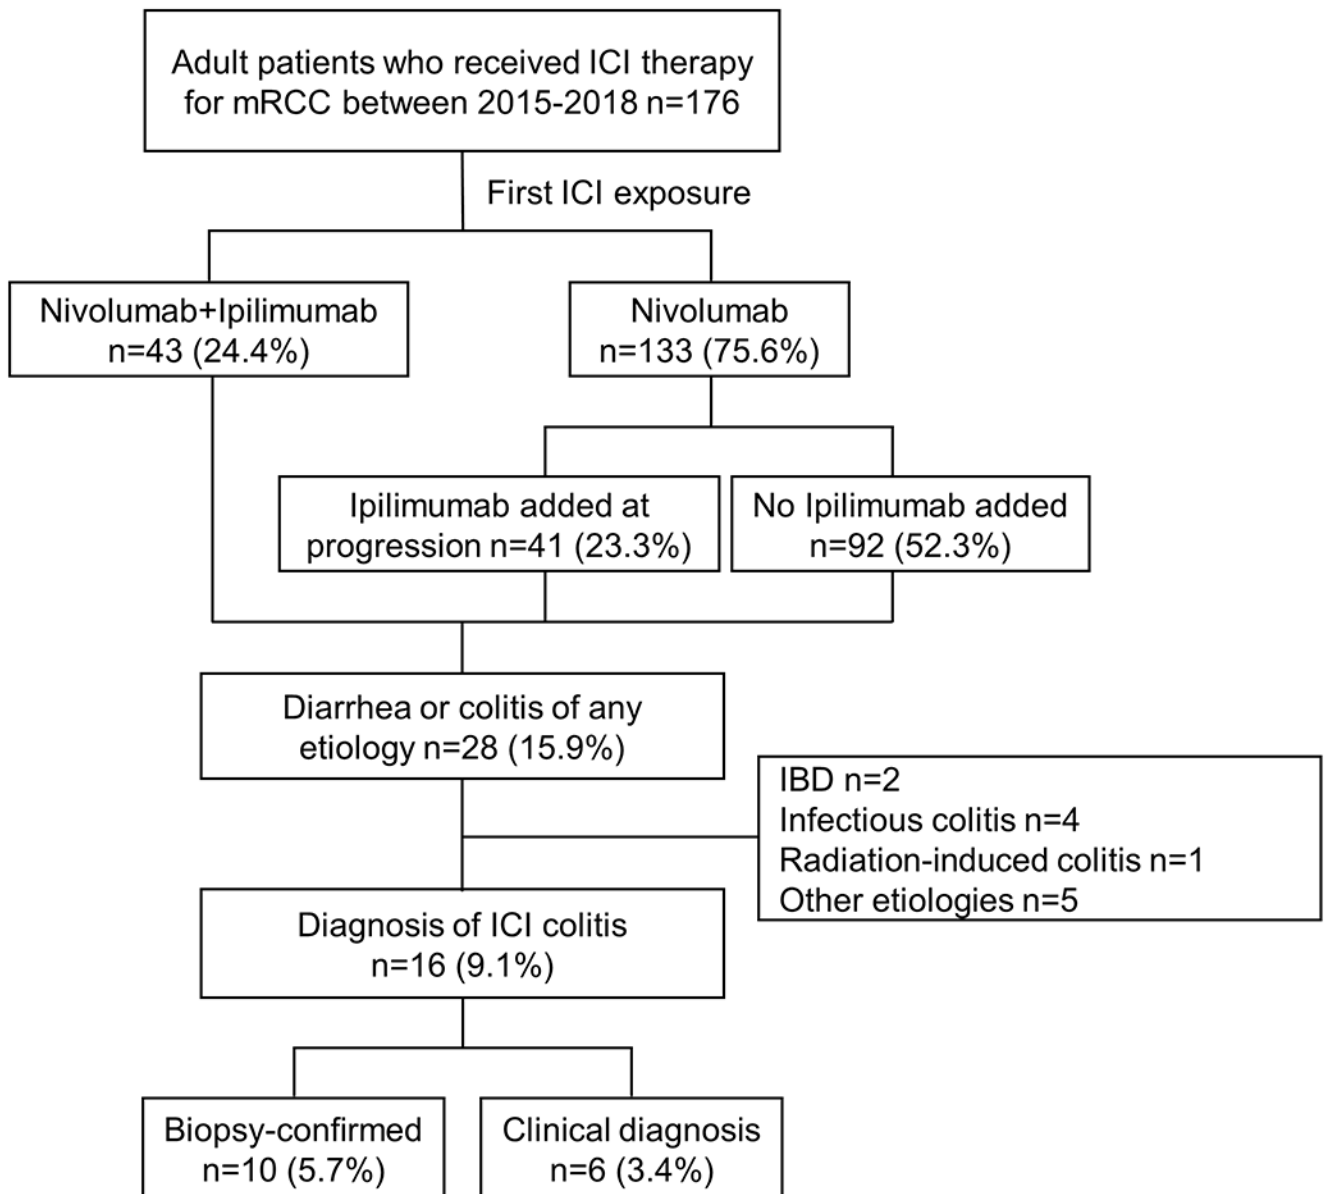 Adult patients who received ICI therapy
for mRCC between 2015-2018 n=176
First ICI exposure
Nivolumab+Ipilimumab
n=43 (24.4%)
Nivolumab
n=133 (75.6%)
Ipilimumab added at
progression n=41 (23.3%)
No Ipilimumab added
n=92 (52.3%)
Diarrhea or colitis of any
etiology n=28 (15.9%)
IBD n=2
Infectious colitis n=4
Radiation-induced colitis n=1
Other etiologies n=5
Diagnosis of ICI colitis
n=16 (9.1%)
Biopsy-confirmed
n=10 (5.7%)
Clinical diagnosis
n=6 (3.4%)